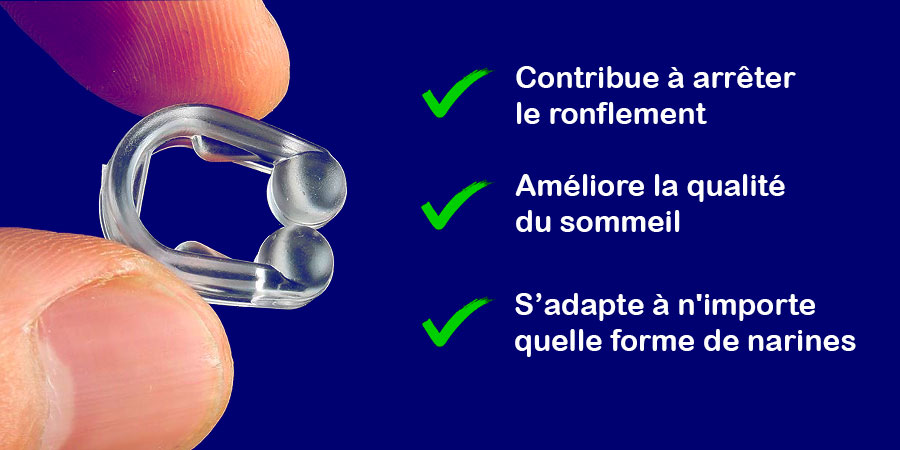 Contribue à arrêter
le ronflement
Améliore la qualité
du sommeil
S’adapte à n'importe
quelle forme de narines